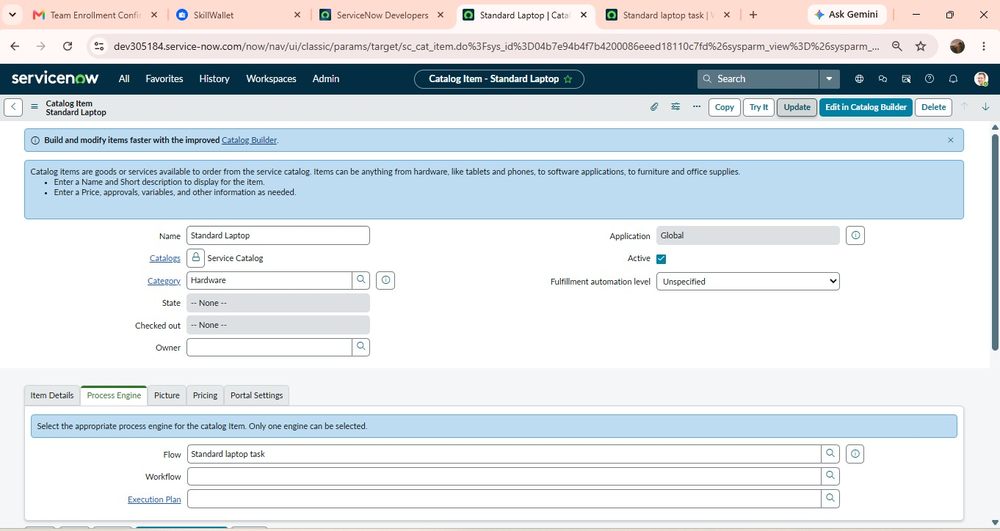 Team Enrollment Confir
SkillWallet
ServiceNow Developers
Standard Laptop | Catal
Standard laptop task | W
Ask Gemini
dev305184.service-now.com/now/nav/ui/classic/params/target/sc_cat_item.do%3Fsys_id%3D04b7e94b4f7b4200086eeed18110c7fd%26sysparm_view%3D%26sysparm_...
servicenow
All
Favorites
History
Workspaces
Admin
Catalog Item - Standard Laptop
Search
Catalog Item
Standard Laptop
Copy
Try It
Update
Edit in Catalog Builder
Delete
Build and modify items faster with the improved Catalog Builder.
Catalog items are goods or services available to order from the service catalog. Items can be anything from hardware, like tablets and phones, to software applications, to furniture and office supplies.
• Enter a Name and Short description to display for the item.
• Enter a Price, approvals, variables, and other information as needed.
Name Standard Laptop
Application Global
Catalogs Service Catalog
Active
Category Hardware
Fulfillment automation level Unspecified
State -- None --
Checked out -- None --
Owner
Item Details
Process Engine
Picture
Pricing
Portal Settings
Select the appropriate process engine for the catalog Item. Only one engine can be selected.
Flow Standard laptop task
Workflow
Execution Plan